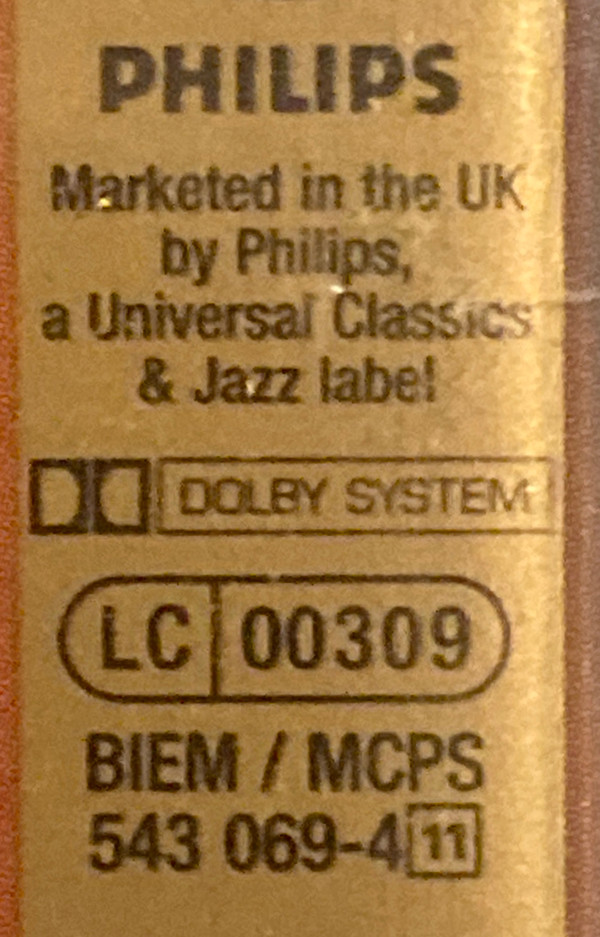 PHILIPS
Marketed in the UK
by Philips,
a Universal Classics
& Jazz label
DOLBY SYSTEM
LC 00309
BIEM / MCPS
543 069-4 11